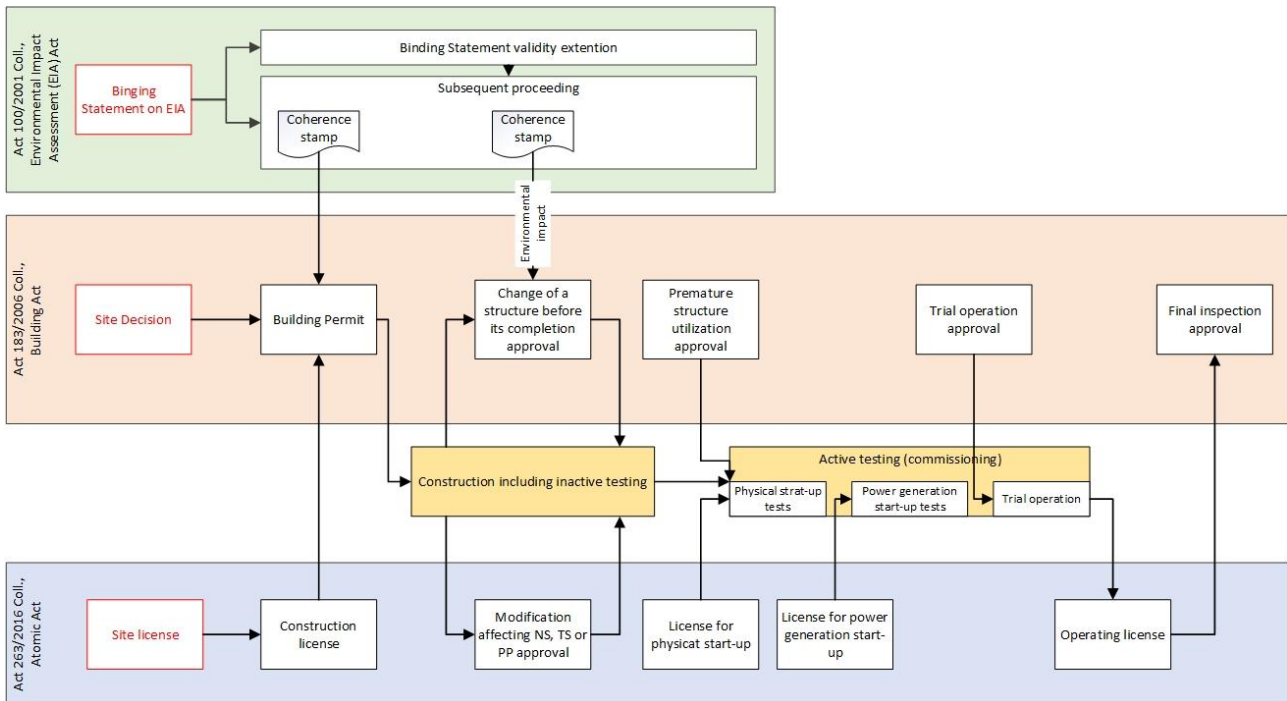 Act 100/2001 Coll.,
Environmental Impact
Assessment (EIA) Act
Binging
Statement on EIA
Binding Statement validity extention
Subsequent proceeding
Coherence
stamp
Coherence
stamp
Environmental
impact
Act 183/2006 Coll.,
Building Act
Site Decision
Building Permit
Change of a
structure before
its completion
approval
Premature
structure
utilization
approval
Trial operation
approval
Final inspection
approval
Construction including inactive testing
Active testing (commissioning)
Physical strat-up
tests
Power generation
start-up tests
Trial operation
Act 263/2016 Coll.,
Atomic Act
Site license
Construction
license
Modification
affecting NS, TS or
PP approval
License for
physicat start-up
License for power
generation start-
up
Operating license